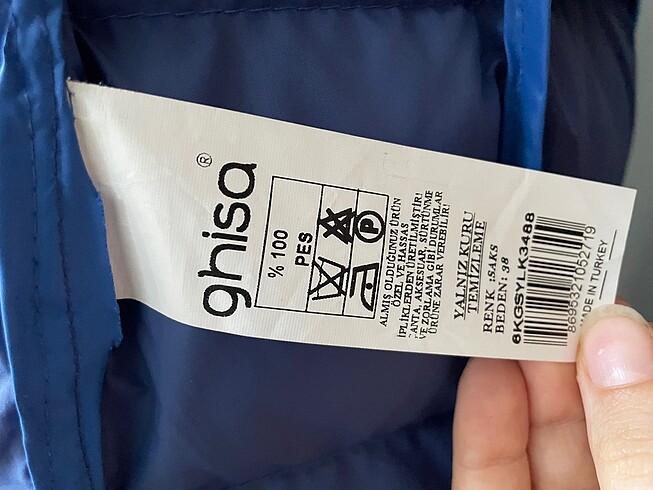 ghisa®
% 100
PES
P
ALMIŞ OLDUĞUNUZ ÜRÜN
ÖZEL VE HASSAS
İPLİKLERDEN ÜRETİLMİŞTİR!
ÇANTA, AKSESUAR, SÜRTÜNME
VE ZORLAMA GİBİ DURUMLAR
ÜRÜNE ZARAR VEREBİLİR!
YALNIZ KURU
TEMİZLEME
RENK :SAKS
BEDEN: 38
6KGSYLK3488
8695321052719
MADE IN TURKEY